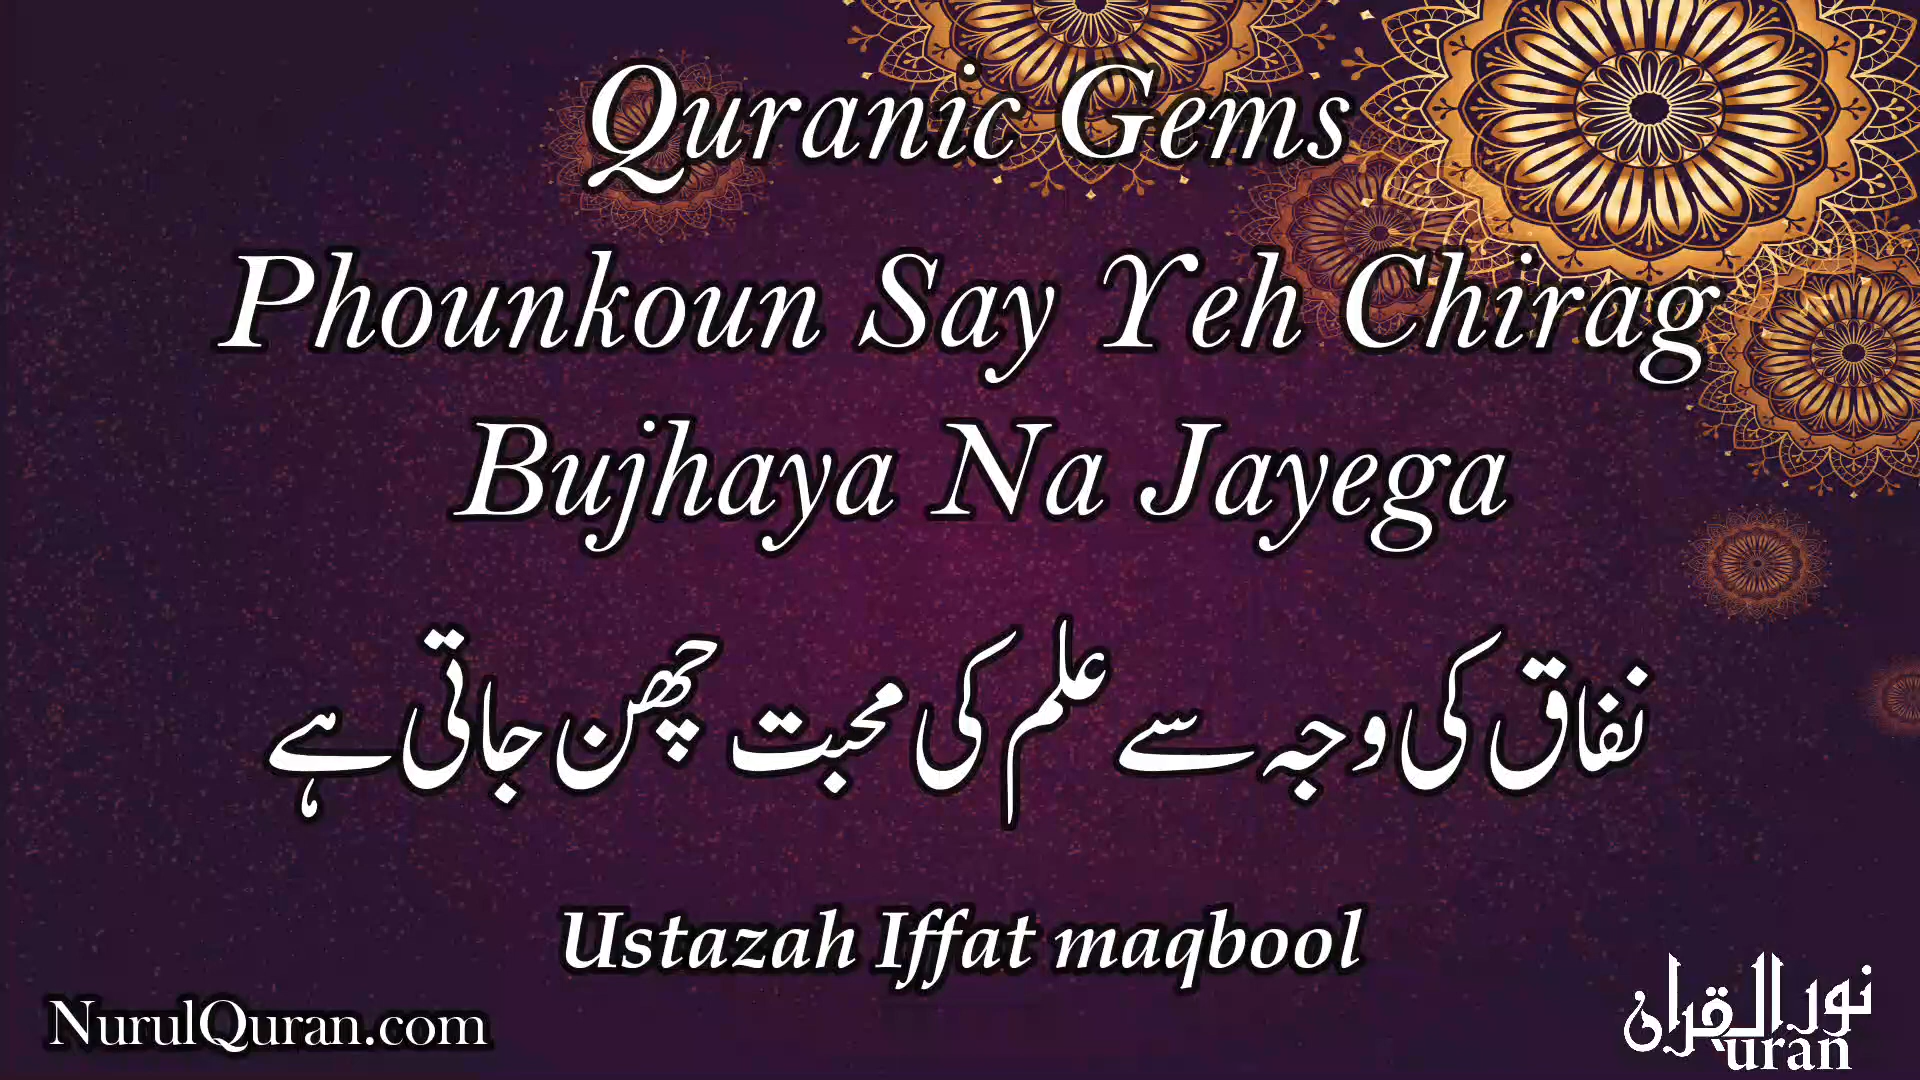 Quranic Gems
Phounkoun Say Yeh Chirag
Bujhaya Na Jayega
نفاق کی وجہ سے علم کی محبت چھن جاتی ہے
Ustazah Iffat maqbool
NurulQuran.com
نور القرآن
uran